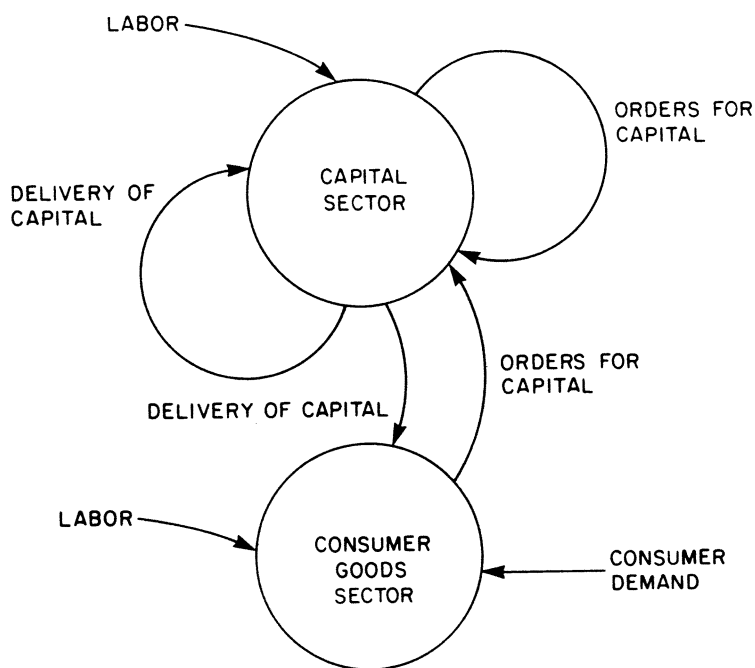 LABOR
ORDERS FOR
CAPITAL
CAPITAL
SECTOR
DELIVERY OF
CAPITAL
ORDERS FOR
CAPITAL
DELIVERY OF CAPITAL
LABOR
CONSUMER
GOODS
SECTOR
CONSUMER
DEMAND